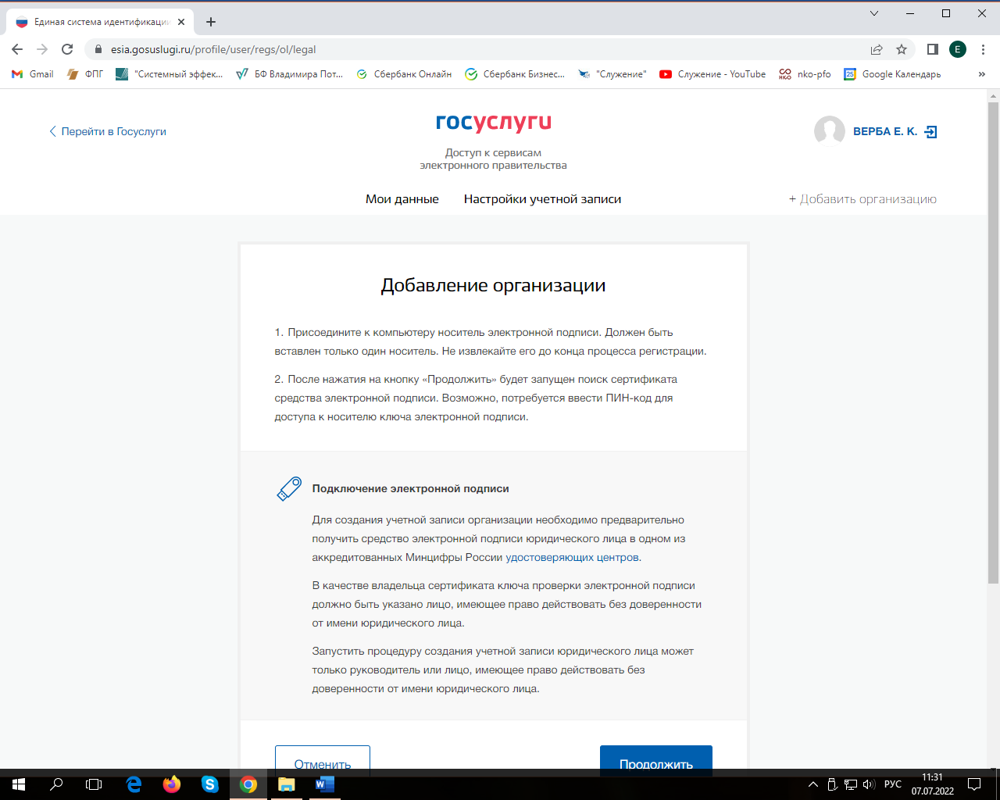 Единая система идентификации
esia.gosuslugi.ru/profile/user/regs/ol/legal
E
Gmail
ФПГ
"Системный эффек...
БФ Владимира Пот...
Сбербанк Онлайн
Сбербанк Бизнес...
"Служение"
Служение - YouTube
nko-pfo
Google Календарь
»
Перейти в Госуслуги
госуслуги
Доступ к сервисам
электронного правительства
ВЕРБА Е. К.
Мои данные
Настройки учетной записи
+ Добавить организацию
Добавление организации
1. Присоедините к компьютеру носитель электронной подписи. Должен быть
вставлен только один носитель. Не извлекайте его до конца процесса регистрации.
2. После нажатия на кнопку «Продолжить» будет запущен поиск сертификата
средства электронной подписи. Возможно, потребуется ввести ПИН-код для
доступа к носителю ключа электронной подписи.
Подключение электронной подписи
Для создания учетной записи организации необходимо предварительно
получить средство электронной подписи юридического лица в одном из
аккредитованных Минцифры России удостоверяющих центров.
В качестве владельца сертификата ключа проверки электронной подписи
должно быть указано лицо, имеющее право действовать без доверенности
от имени юридического лица.
Запустить процедуру создания учетной записи юридического лица может
только руководитель или лицо, имеющее право действовать без
доверенности от имени юридического лица.
Отменить
Продолжить
РУС
11:31
07.07.2022